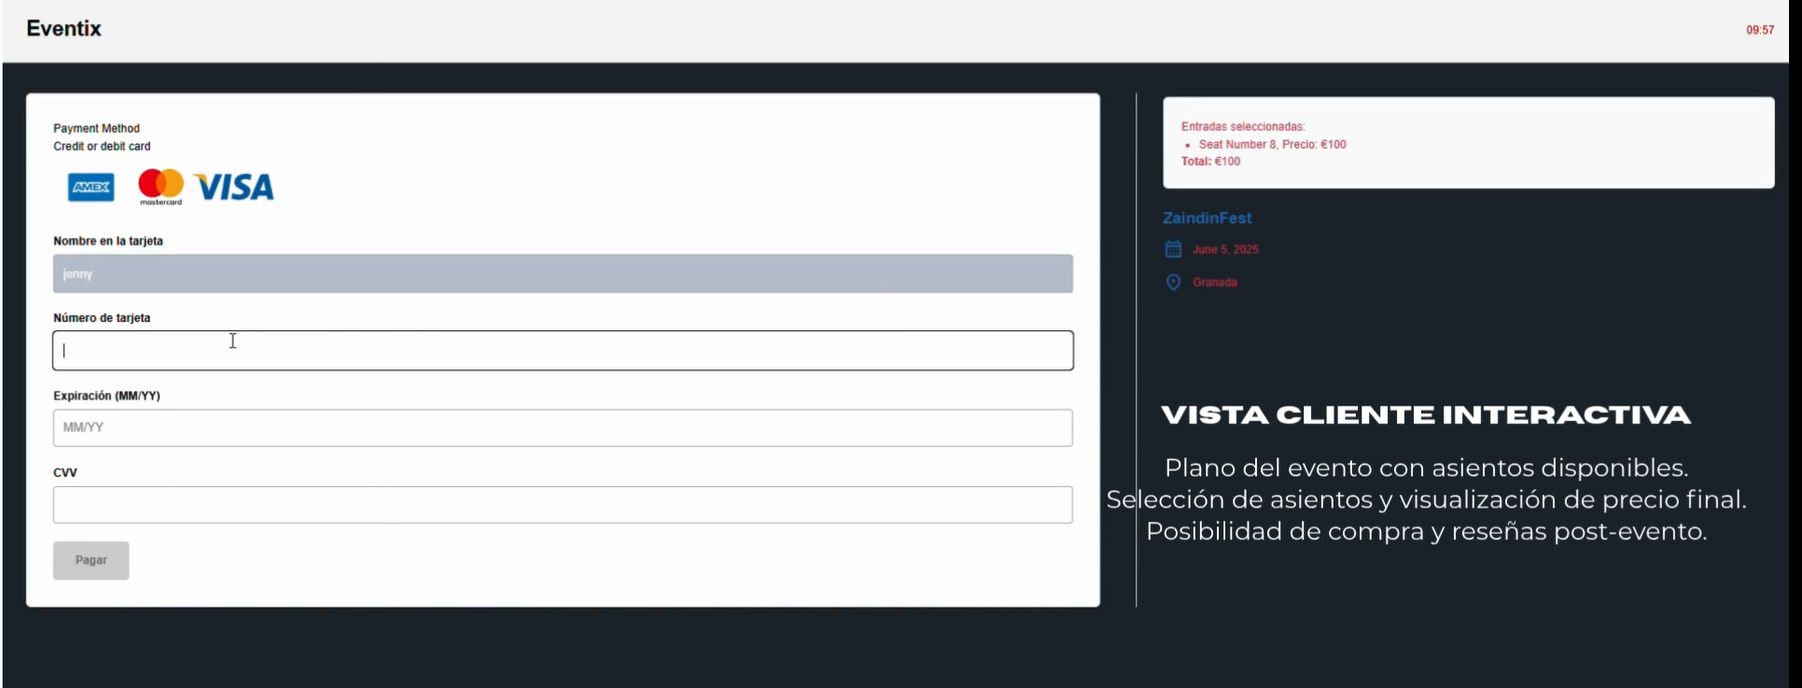 Eventix
09:57
Payment Method
Credit or debit card
AMEX
mastercard
VISA
Nombre en la tarjeta
jenny
Número de tarjeta
Expiración (MM/YY)
MM/YY
CVV
Pagar
Entradas seleccionadas:
• Seat Number 8, Precio: €100
Total: €100
ZaindinFest
June 5, 2025
Granada
VISTA CLIENTE INTERACTIVA
Plano del evento con asientos disponibles.
Selección de asientos y visualización de precio final.
Posibilidad de compra y reseñas post-evento.